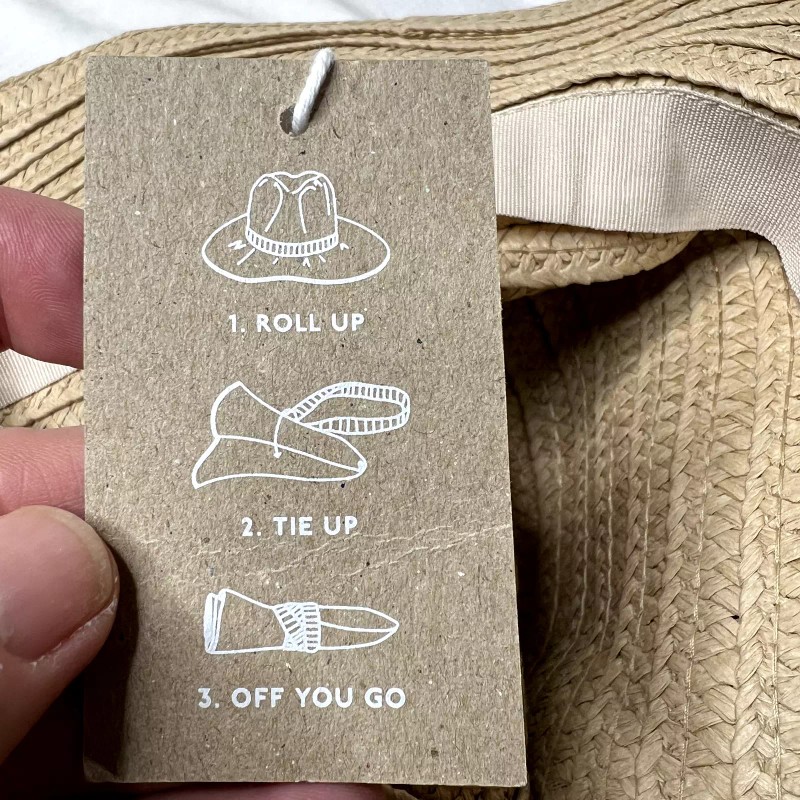 1. ROLL UP
2. TIE UP
3. OFF YOU GO